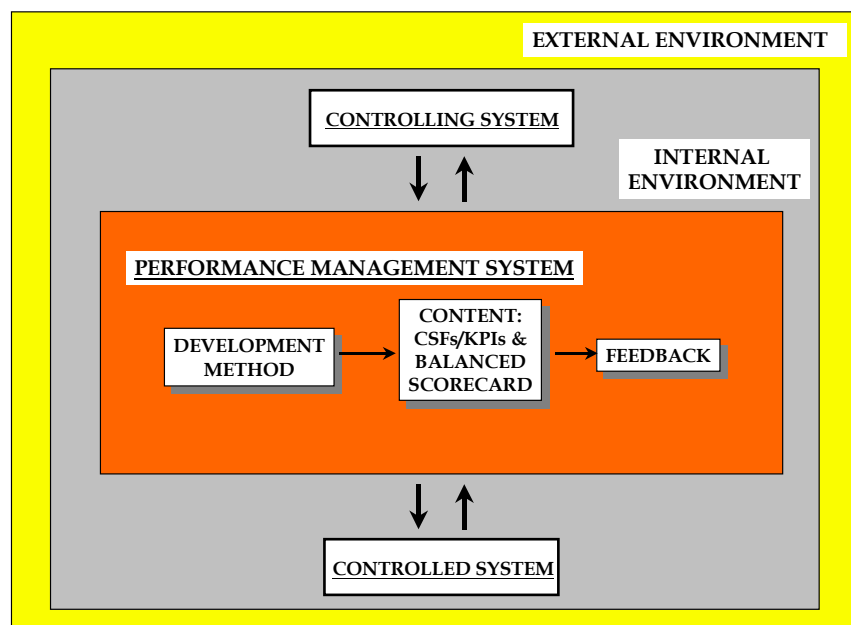 EXTERNAL ENVIRONMENT
CONTROLLING SYSTEM
INTERNAL
ENVIRONMENT
PERFORMANCE MANAGEMENT SYSTEM
DEVELOPMENT
METHOD
CONTENT:
CSFs/KPIs &
BALANCED
SCORECARD
FEEDBACK
CONTROLLED SYSTEM